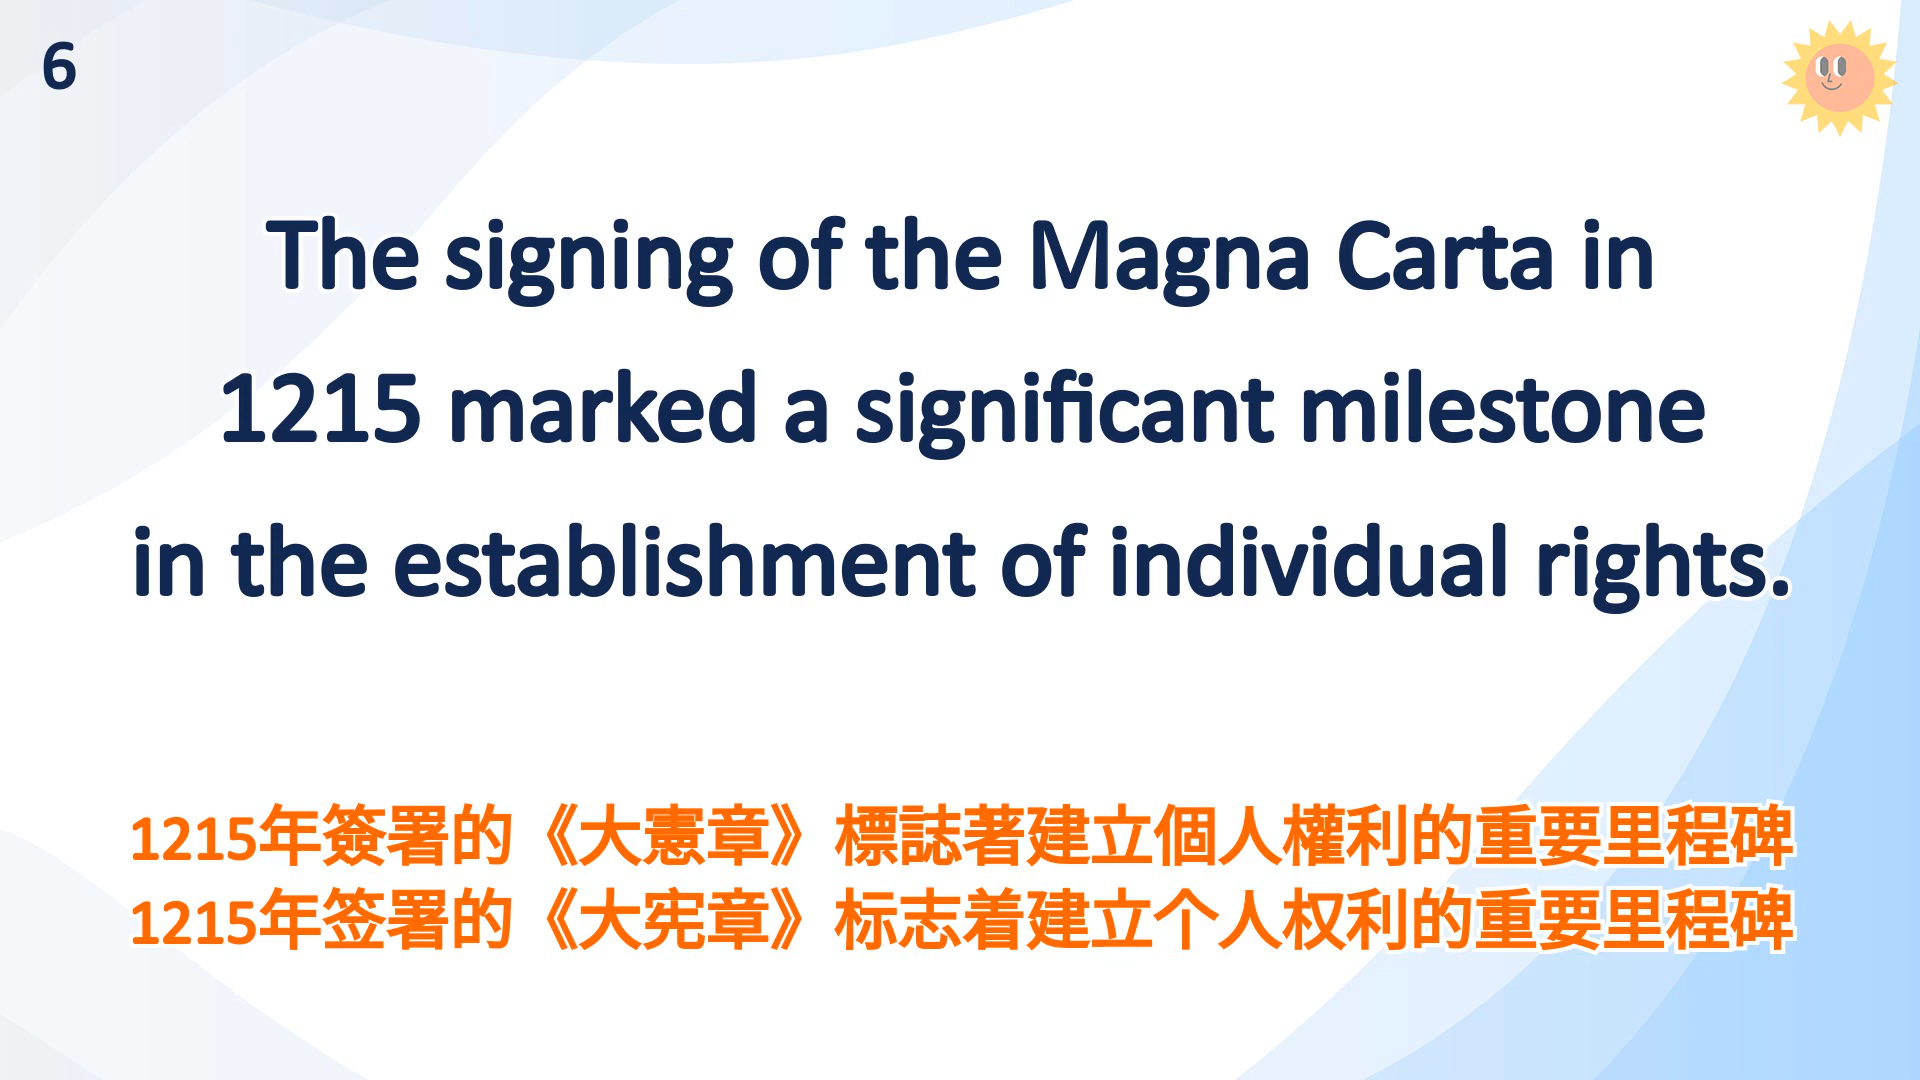 6
The signing of the Magna Carta in
1215 marked a significant milestone
in the establishment of individual rights.
1215年簽署的《大憲章》標誌著建立個人權利的重要里程碑
1215年签署的《大宪章》标志着建立个人权利的重要里程碑